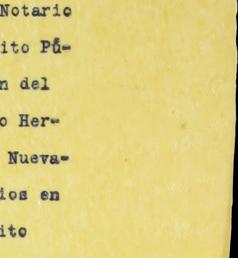 Notario
ito Pú-
n del
o Her-
Nueva-
ios en
ito